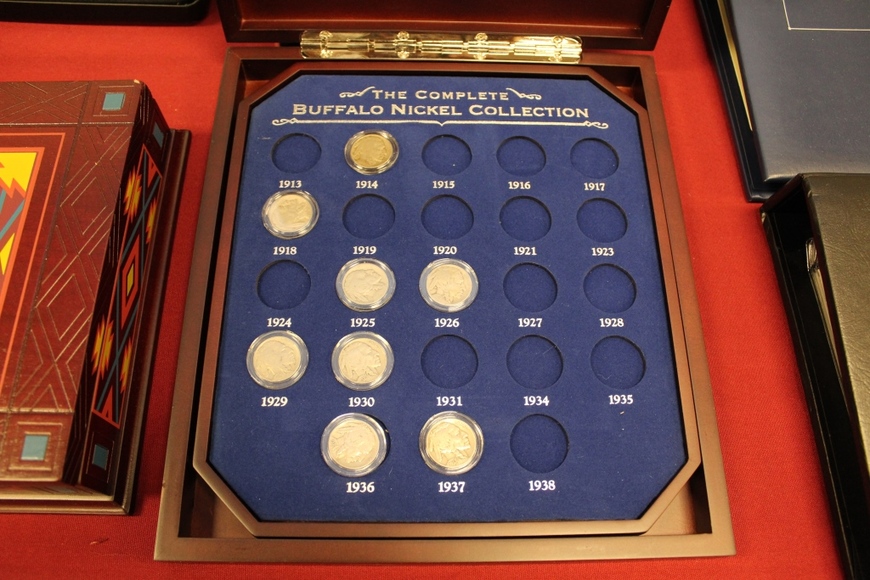 THE COMPLETE
BUFFALO NICKEL COLLECTION
1913 1914 1915 1916 1917
1918 1919 1920 1921 1923
1924 1925 1926 1927 1928
1929 1930 1931 1934 1935
1936 1937 1938